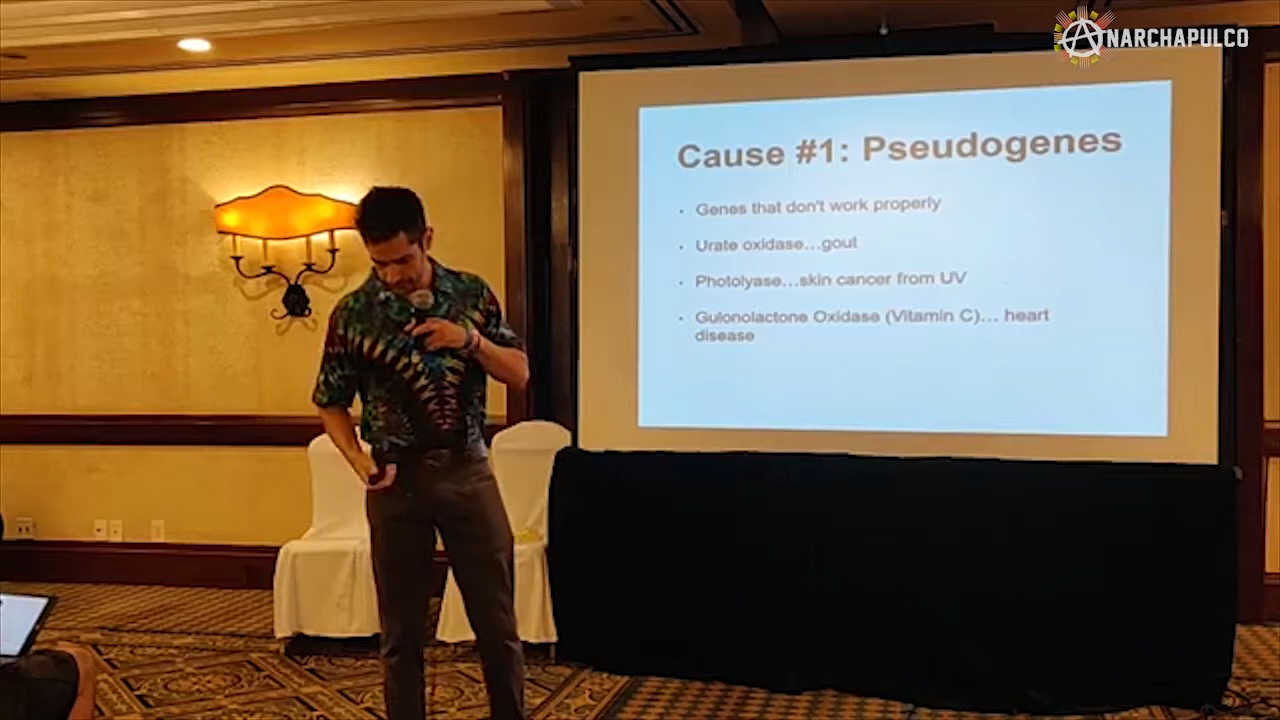 ANARCHAPULCO
Cause #1: Pseudogenes
• Genes that don't work properly
• Urate oxidase...gout
• Photolyase...skin cancer from UV
• Gulonolactone Oxidase (Vitamin C)... heart
disease